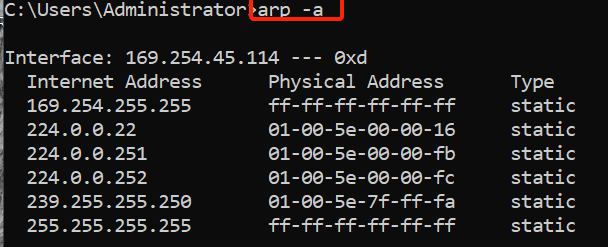 C:\Users\Administrator>arp -a
Interface: 169.254.45.114 --- 0xd
Internet Address Physical Address Type
169.254.255.255 ff-ff-ff-ff-ff-ff static
224.0.0.22 01-00-5e-00-00-16 static
224.0.0.251 01-00-5e-00-00-fb static
224.0.0.252 01-00-5e-00-00-fc static
239.255.255.250 01-00-5e-7f-ff-fa static
255.255.255.255 ff-ff-ff-ff-ff-ff static